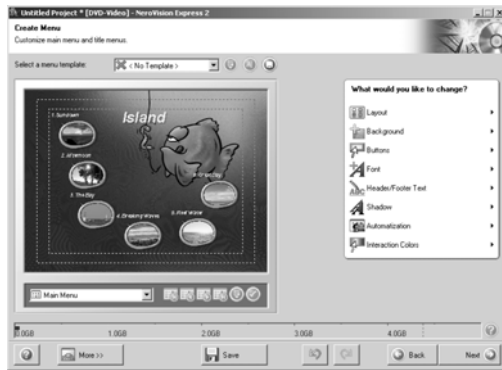 Untitled Project * [DVD-Video] - NeroVision Express 2
Create Menu
Customize main menu and title menus.
Select a menu template:
< No Template >
Island
1. Sundown
2. Afternoon
3. The Bay
4. Breaking Waves
5. Red Water
What would you like to change?
Layout
Background
Buttons
Font
Header/Footer Text
Shadow
Automatization
Interaction Colors
Main Menu
0.0GB
1.0GB
2.0GB
3.0GB
4.0GB
More >>
Save
Back
Next